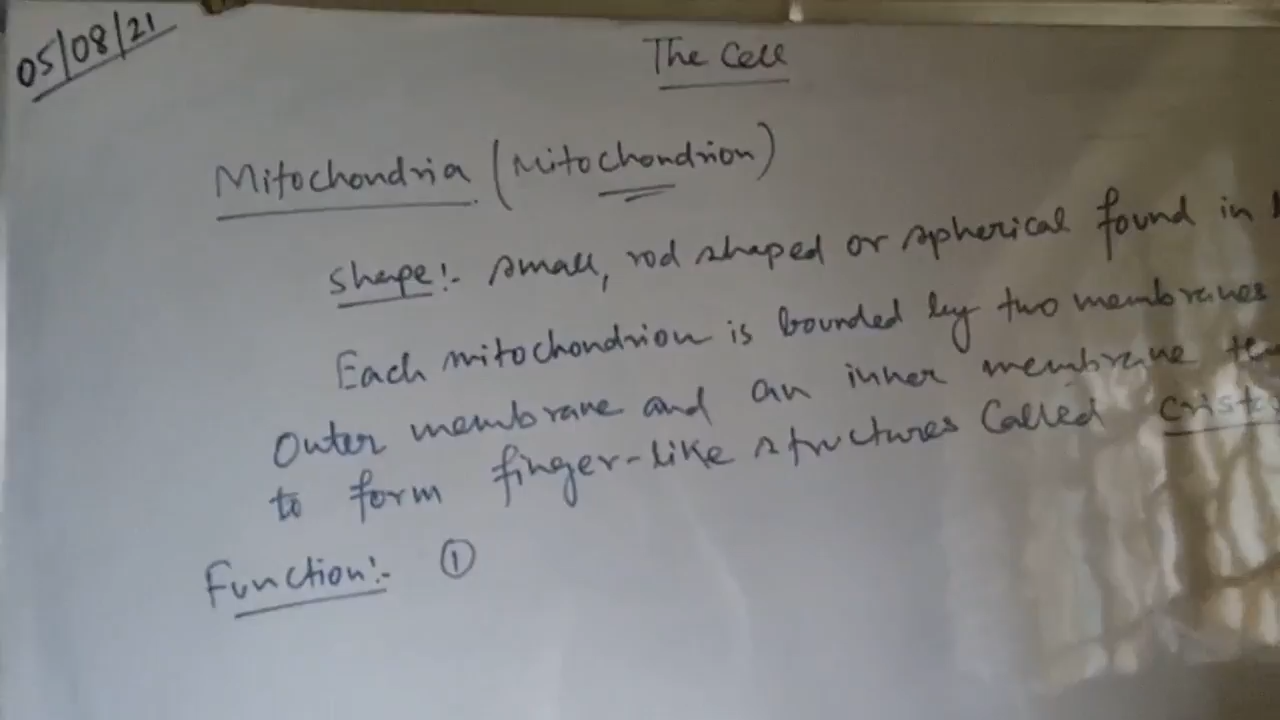 05/08/21
The Cell
Mitochondria (Mitochondrion)
Shape:- small, rod shaped or spherical found in
Each mitochondrion is bounded by two membranes
Outer membrane and an inner membrane
to form finger-like structures called
Function:- ①